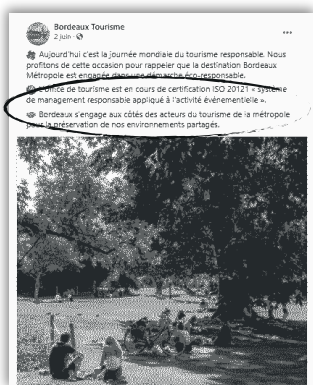 Bordeaux Tourisme
2 juin
Aujourd'hui c'est la journée mondiale du tourisme responsable. Nous
profitons de cette occasion pour rappeler que la destination Bordeaux
Métropole est engagée dans une démarche éco-responsable.
L'office de tourisme est en cours de certification ISO 20121 « système
de management responsable appliqué à l'activité événementielle ».
Bordeaux s'engage aux côtés des acteurs du tourisme de la métropole
pour la préservation de nos environnements partagés.